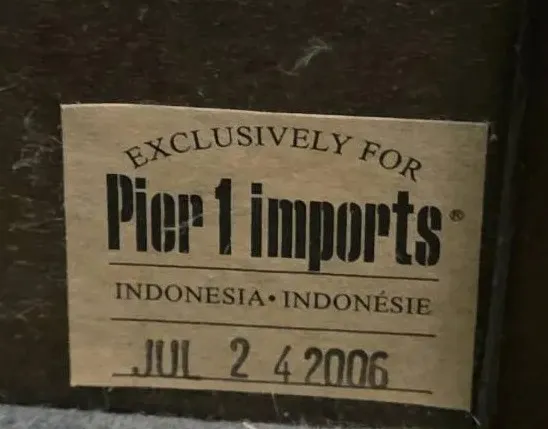 EXCLUSIVELY FOR
Pier 1 imports®
INDONESIA • INDONÉSIE
JUL 2 4 2006